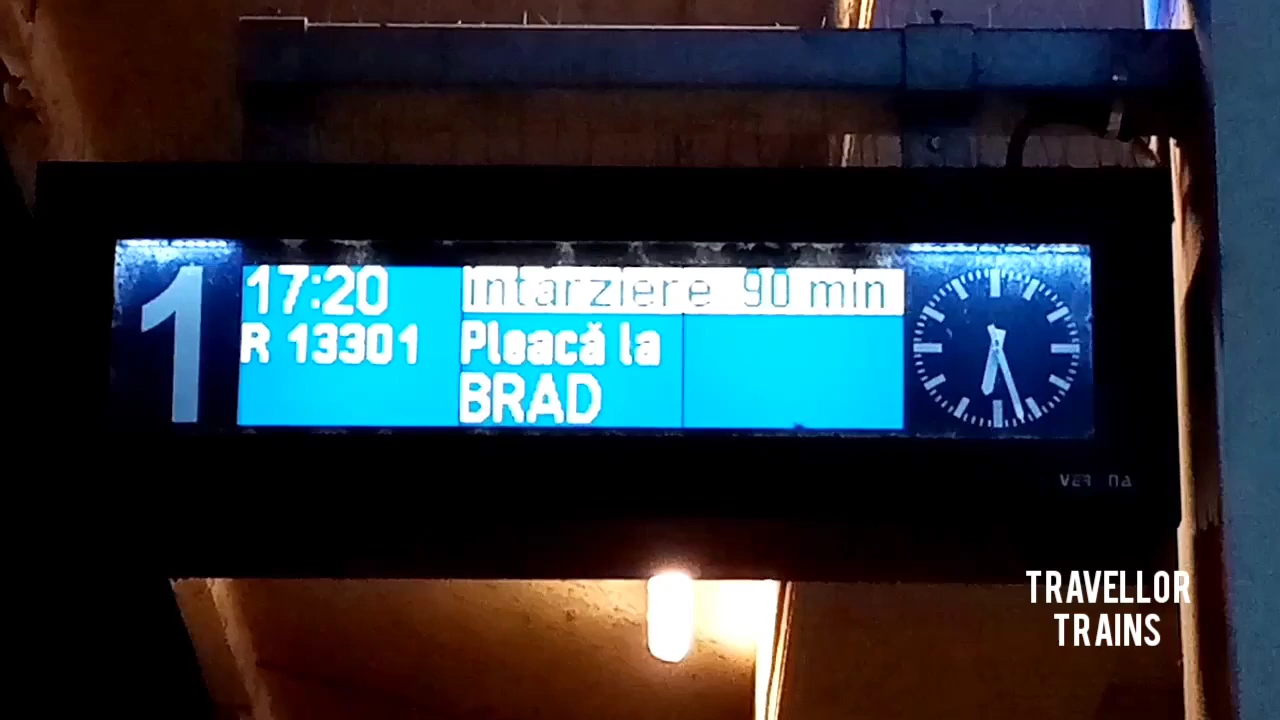 1
17:20
întârziere 90 min
R 13301
Pleacă la
BRAD
TRAVELLOR
TRAINS